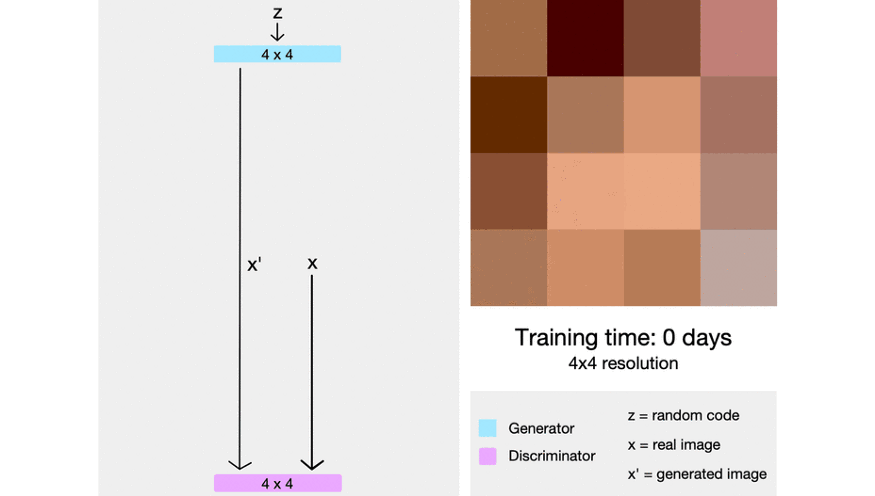 z
4 x 4
x'
x
4 x 4
Training time: 0 days
4x4 resolution
Generator
Discriminator
z = random code
x = real image
x' = generated image